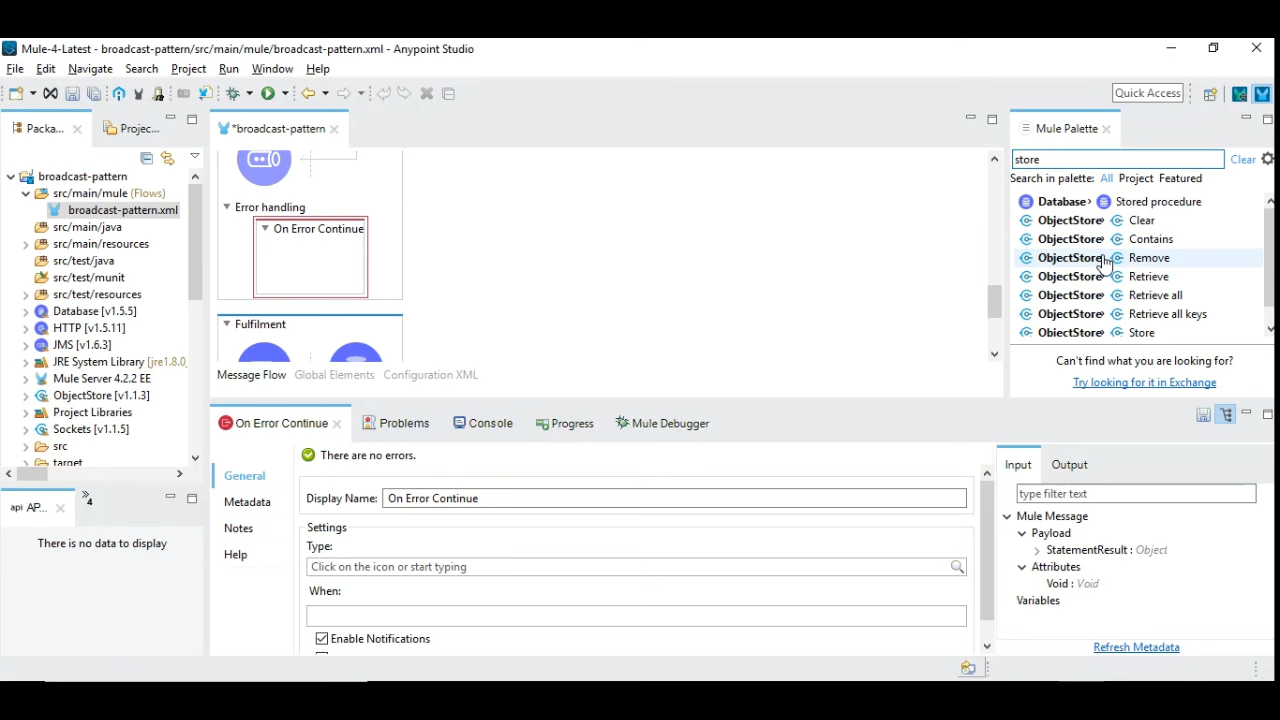 Mule-4-Latest - broadcast-pattern/src/main/mule/broadcast-pattern.xml - Anypoint Studio
File Edit Navigate Search Project Run Window Help
Quick Access
Packa...
Projec...
*broadcast-pattern
Mule Palette
broadcast-pattern
src/main/mule (Flows)
broadcast-pattern.xml
src/main/java
src/main/resources
src/test/java
src/test/munit
src/test/resources
Database [v1.5.5]
HTTP [v1.5.11]
JMS [v1.6.3]
JRE System Library [jre1.8.0
Mule Server 4.2.2 EE
ObjectStore [v1.1.3]
Project Libraries
Sockets [v1.1.5]
src
target
Error handling
On Error Continue
Fulfilment
Message Flow Global Elements Configuration XML
store
Clear
Search in palette: All Project Featured
Database Stored procedure
ObjectStore Clear
ObjectStore Contains
ObjectStore Remove
ObjectStore Retrieve
ObjectStore Retrieve all
ObjectStore Retrieve all keys
ObjectStore Store
Can't find what you are looking for?
Try looking for it in Exchange
api AP...
4
There is no data to display
On Error Continue
Problems
Console
Progress
Mule Debugger
There are no errors.
General
Metadata
Notes
Help
Display Name: On Error Continue
Settings
Type:
Click on the icon or start typing
When:
Enable Notifications
Input
Output
type filter text
Mule Message
Payload
StatementResult : Object
Attributes
Void : Void
Variables
Refresh Metadata